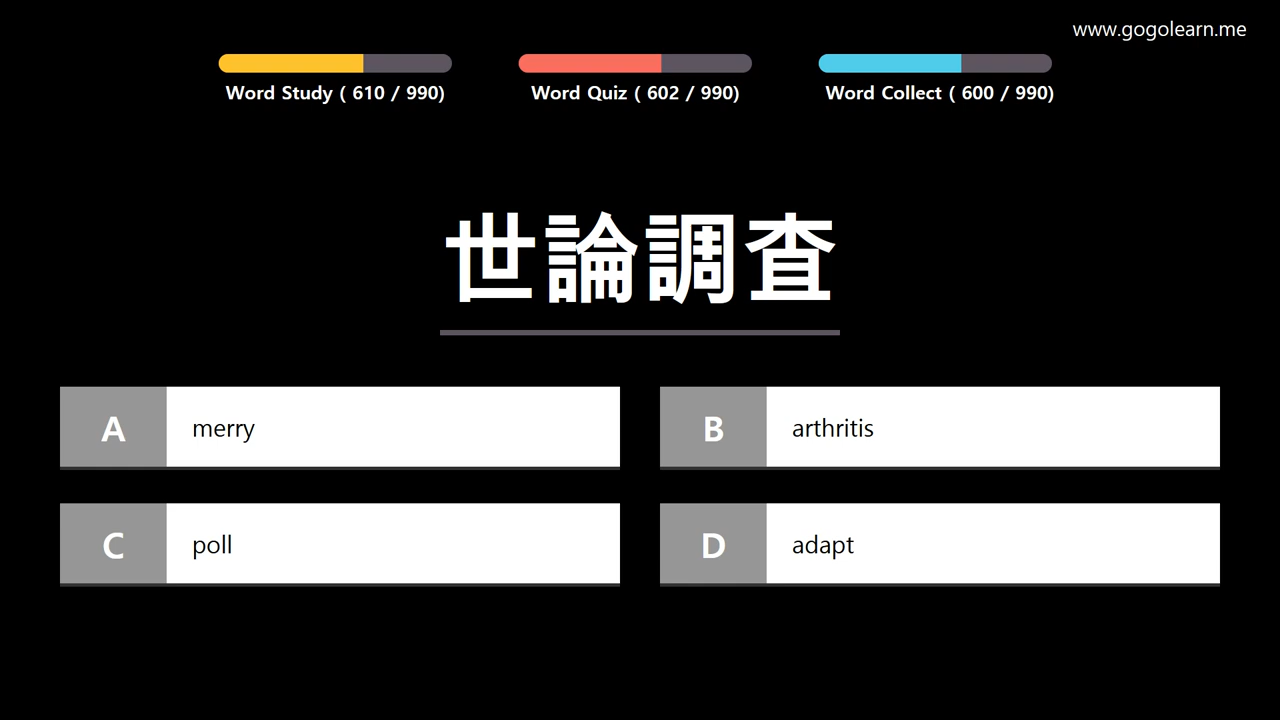 www.gogolearn.me
Word Study ( 610 / 990)
Word Quiz ( 602 / 990)
Word Collect ( 600 / 990)
世論調査
A
merry
B
arthritis
C
poll
D
adapt